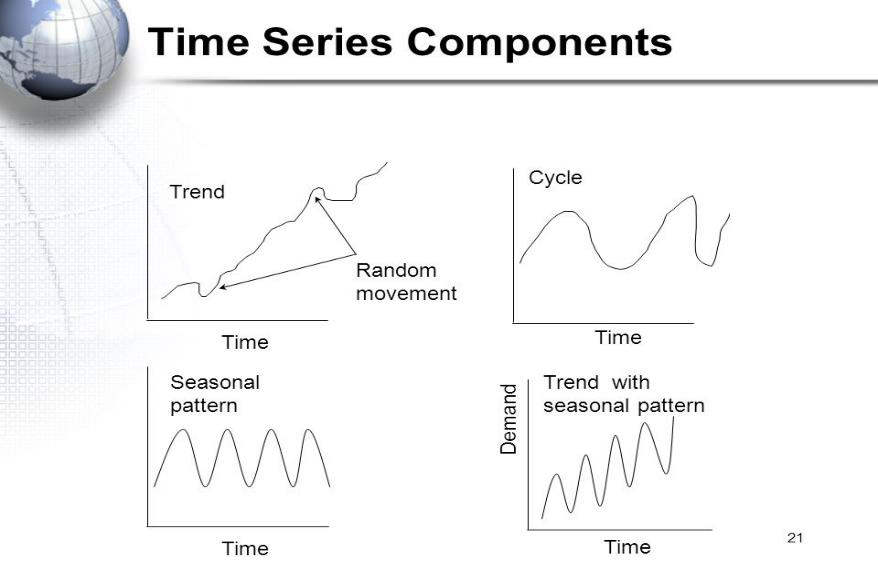 Time Series Components
Trend
Random
movement
Time
Cycle
Time
Seasonal
pattern
Time
Demand
Trend with
seasonal pattern
Time
21